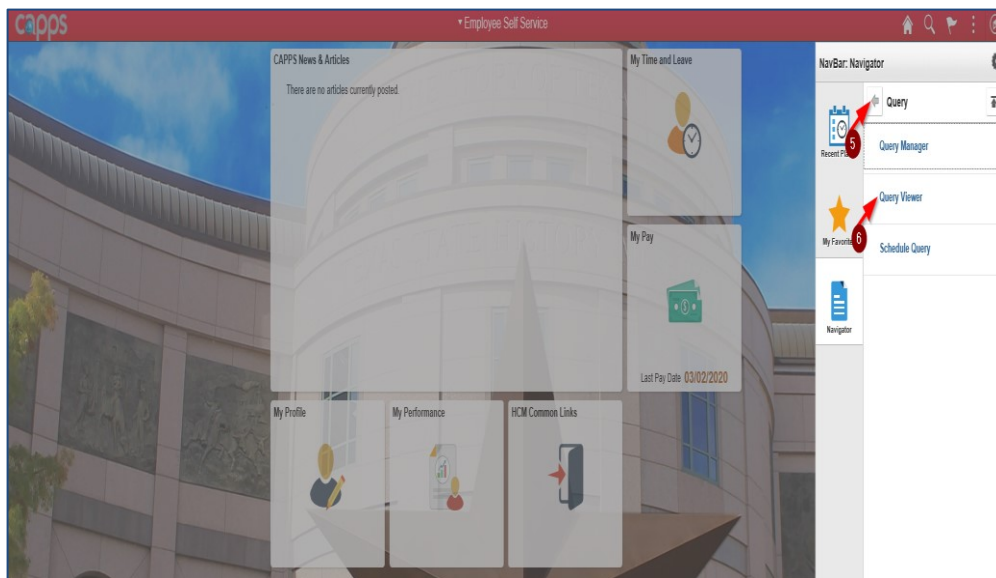 capps
Employee Self Service
CAPPS News & Articles
There are no articles currently posted.
My Time and Leave
My Pay
Last Pay Date 03/02/2020
My Profile
My Performance
HCM Common Links
NavBar: Navigator
Recent
5
My Favorite
6
Navigator
Query
Query Manager
Query Viewer
Schedule Query